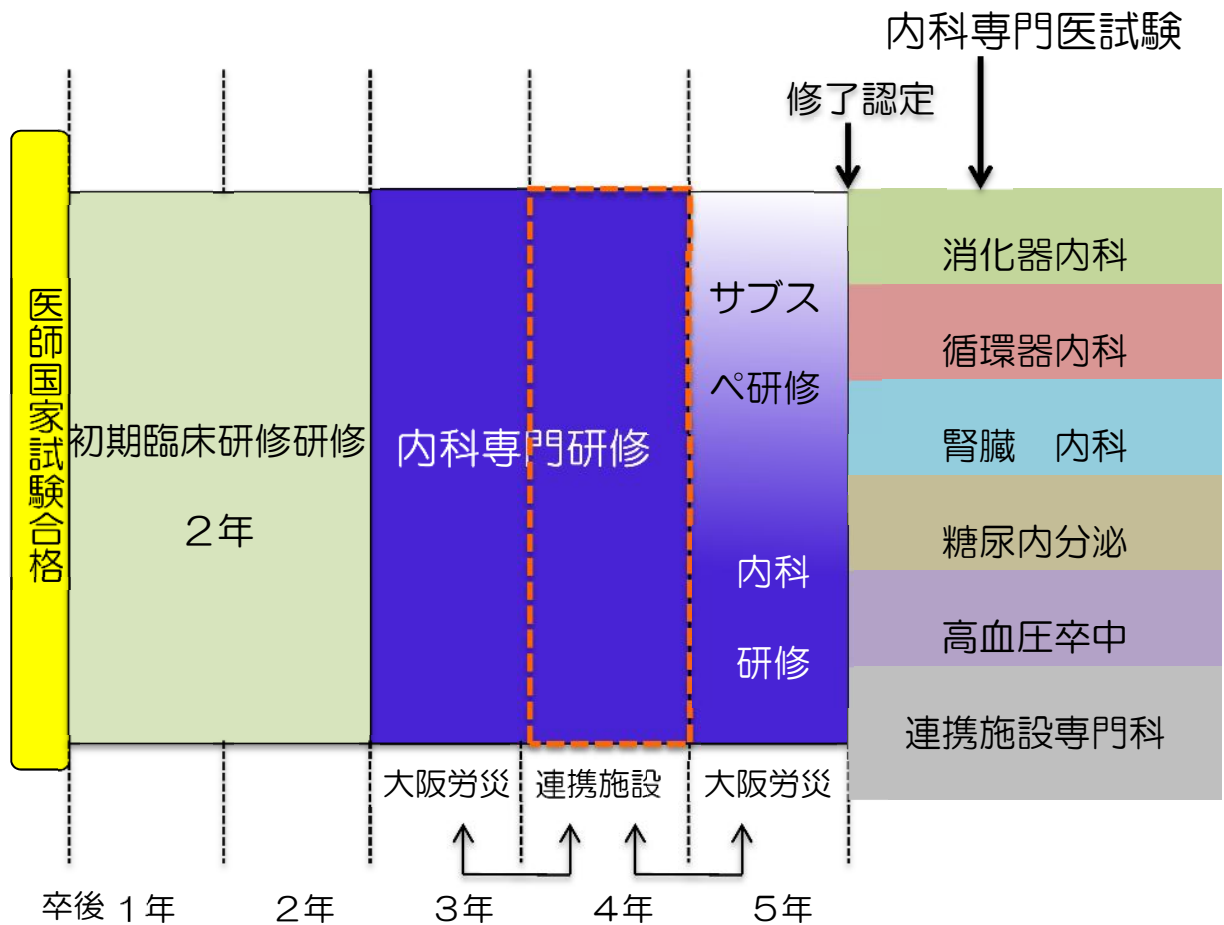 内科専門医試験
修了認定
医師国家試験合格
初期臨床研修研修
２年
内科専門研修
サブス
ペ研修
内科
研修
消化器内科
循環器内科
腎臓　内科
糖尿内分泌
高血圧卒中
連携施設専門科
大阪労災
連携施設
大阪労災
卒後 １年
２年
３年
４年
５年